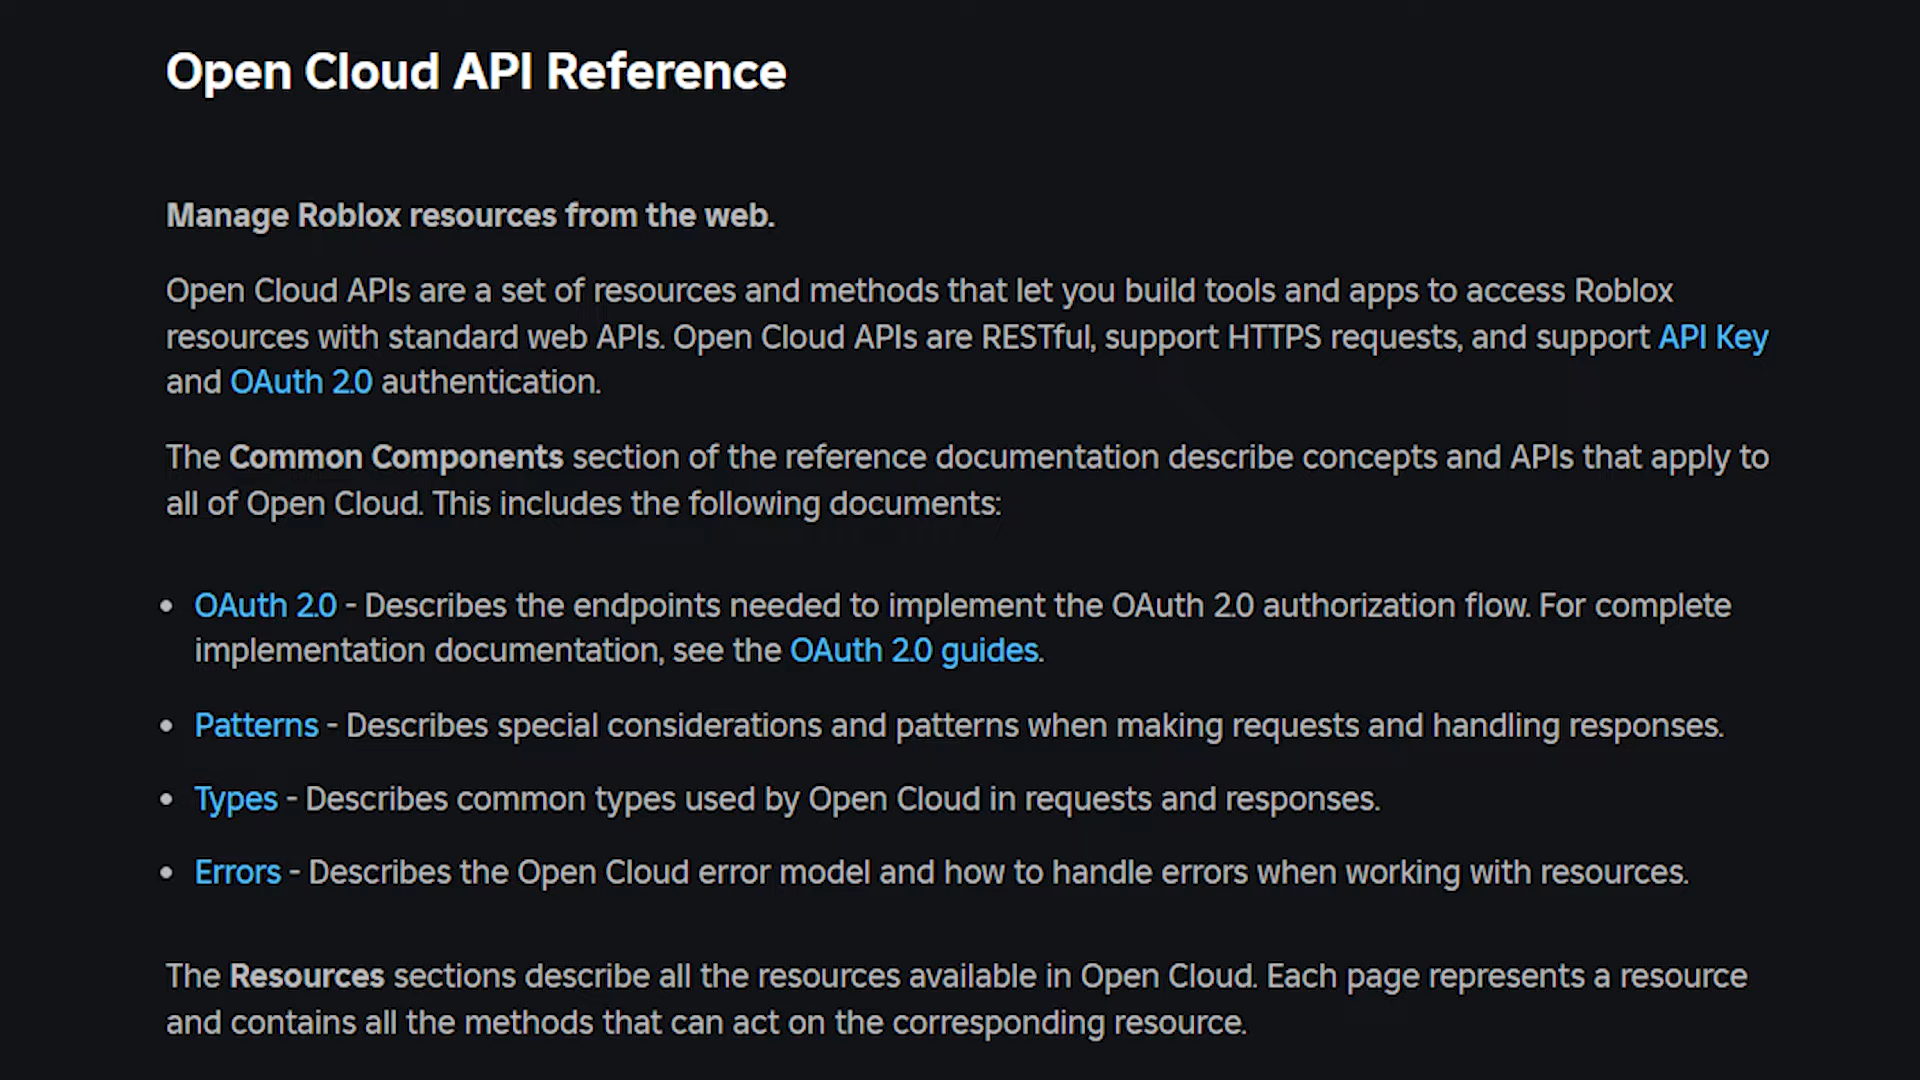 Open Cloud API Reference
Manage Roblox resources from the web.
Open Cloud APIs are a set of resources and methods that let you build tools and apps to access Roblox
resources with standard web APIs. Open Cloud APIs are RESTful, support HTTPS requests, and support API Key
and OAuth 2.0 authentication.
The Common Components section of the reference documentation describe concepts and APIs that apply to
all of Open Cloud. This includes the following documents:
• OAuth 2.0 - Describes the endpoints needed to implement the OAuth 2.0 authorization flow. For complete
implementation documentation, see the OAuth 2.0 guides.
• Patterns - Describes special considerations and patterns when making requests and handling responses.
• Types - Describes common types used by Open Cloud in requests and responses.
• Errors - Describes the Open Cloud error model and how to handle errors when working with resources.
The Resources sections describe all the resources available in Open Cloud. Each page represents a resource
and contains all the methods that can act on the corresponding resource.